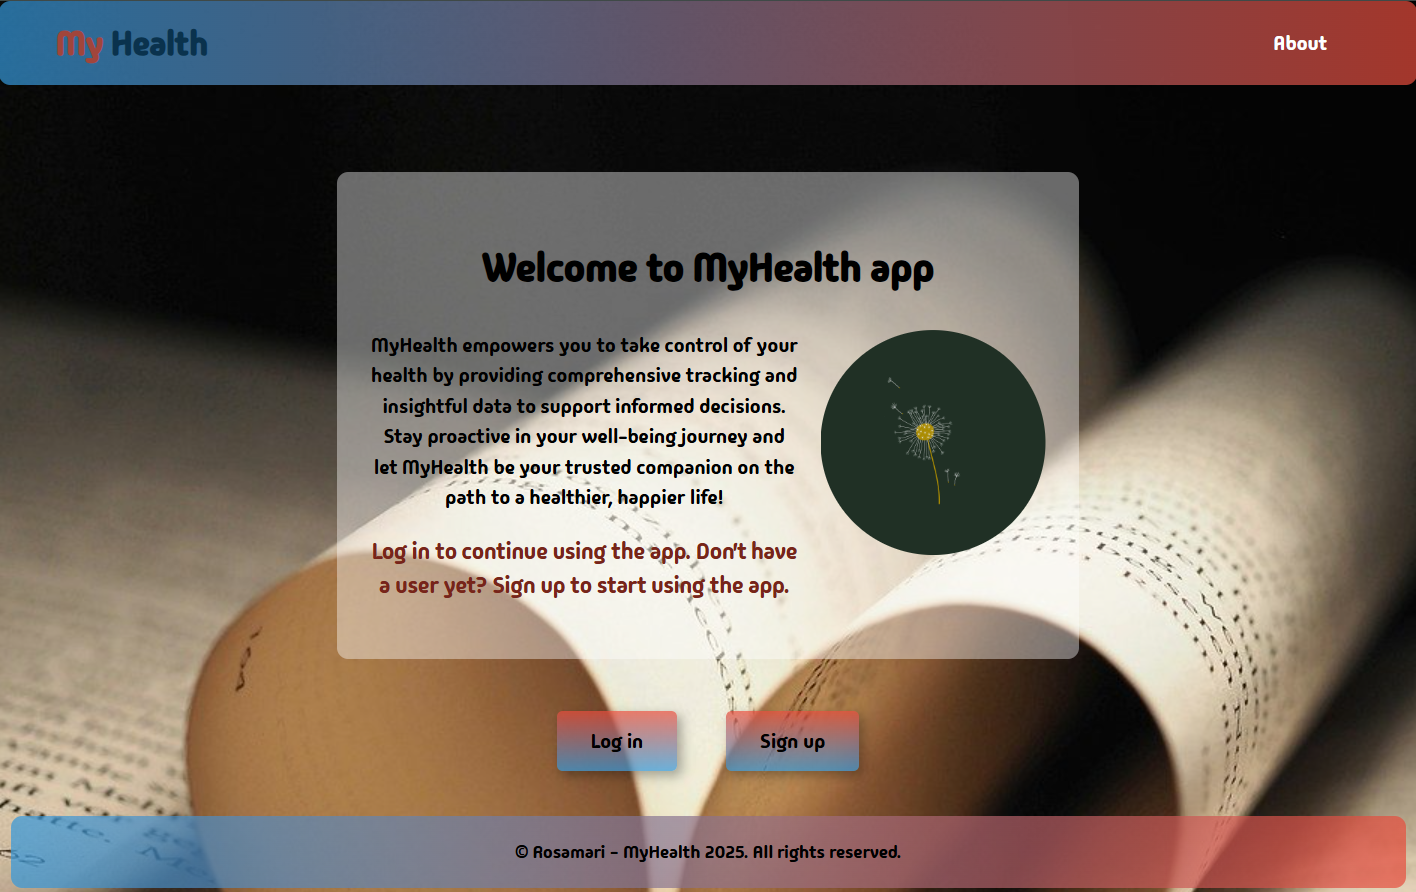 My Health
About
Welcome to MyHealth app
MyHealth empowers you to take control of your
health by providing comprehensive tracking and
insightful data to support informed decisions.
Stay proactive in your well-being journey and
let MyHealth be your trusted companion on the
path to a healthier, happier life!
Log in to continue using the app. Don't have
a user yet? Sign up to start using the app.
Log in
Sign up
© Rosamari - MyHealth 2025. All rights reserved.